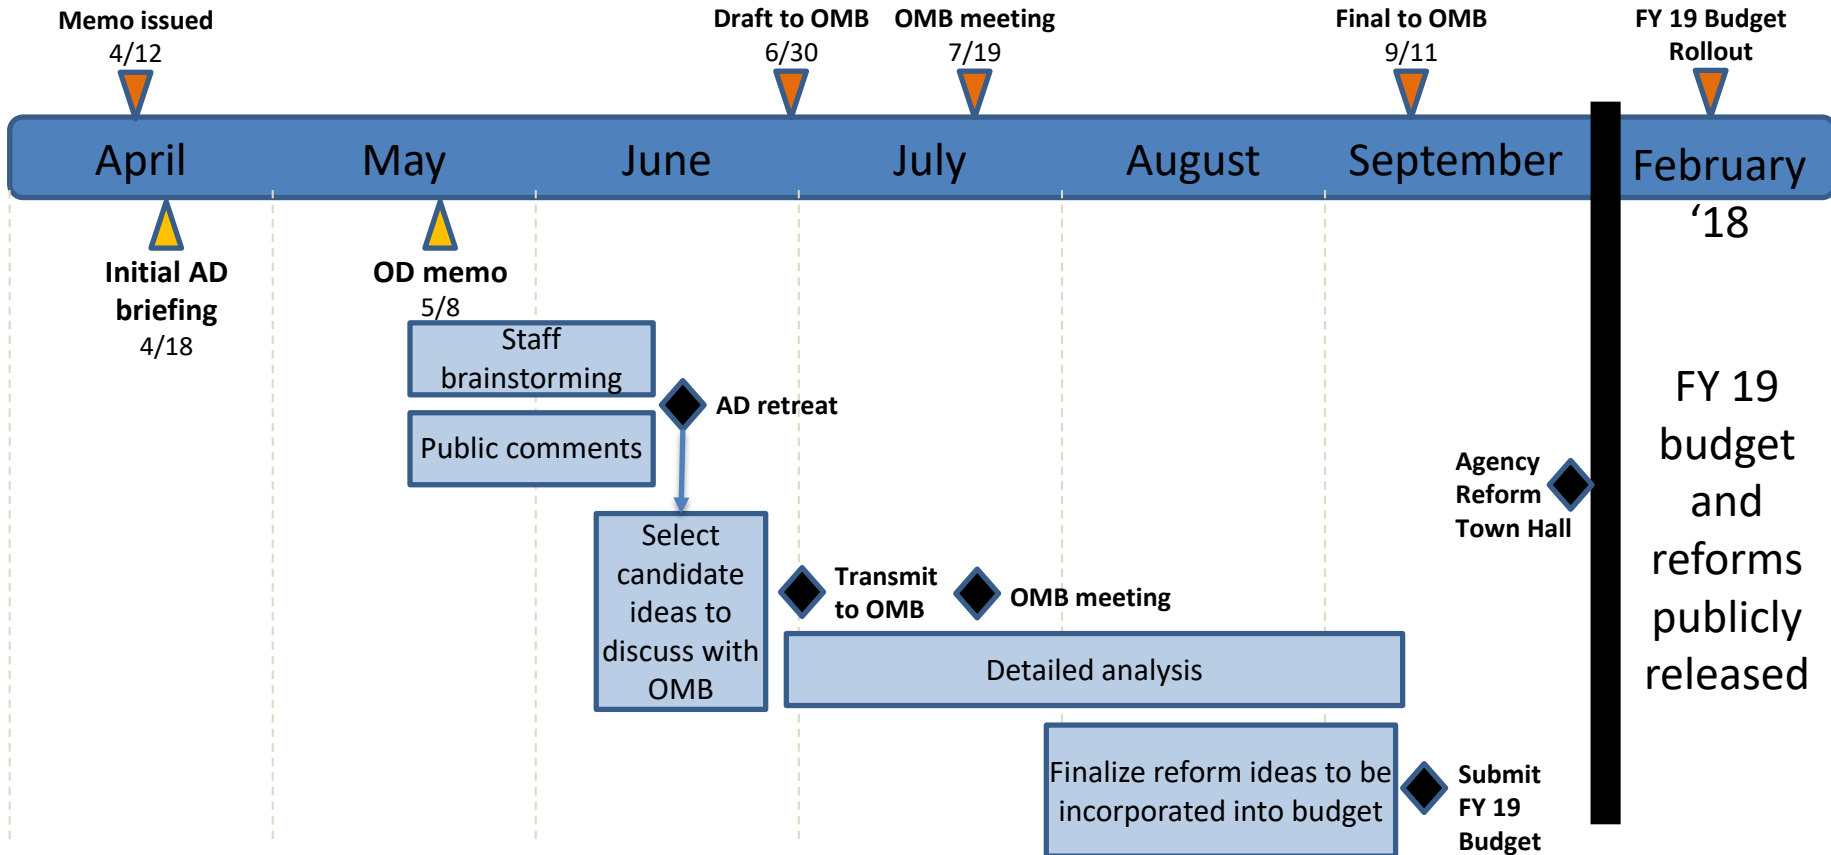 Memo issued
4/12
Draft to OMB
6/30
OMB meeting
7/19
Final to OMB
9/11
FY 19 Budget
Rollout
April
May
June
July
August
September
February
‘18
Initial AD
briefing
4/18
OD memo
5/8
Staff
brainstorming
Public comments
AD retreat
Select
candidate
ideas to
discuss with
OMB
Transmit
to OMB
OMB meeting
Detailed analysis
Finalize reform ideas to be
incorporated into budget
Submit
FY 19
Budget
Agency
Reform
Town Hall
FY 19
budget
and
reforms
publicly
released